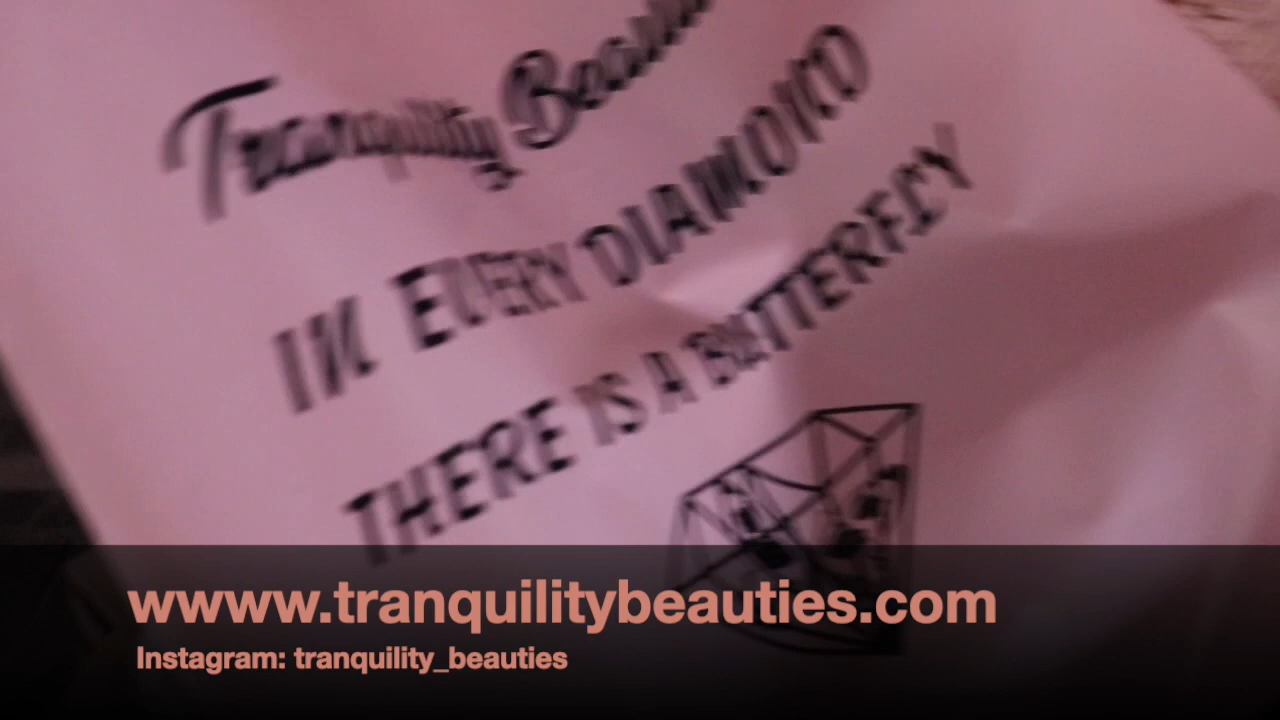 Tranquility
IN EVERY DIAMOND
THERE IS A BUTTERFLY
wwww.tranquilitybeauties.com
Instagram: tranquility_beauties